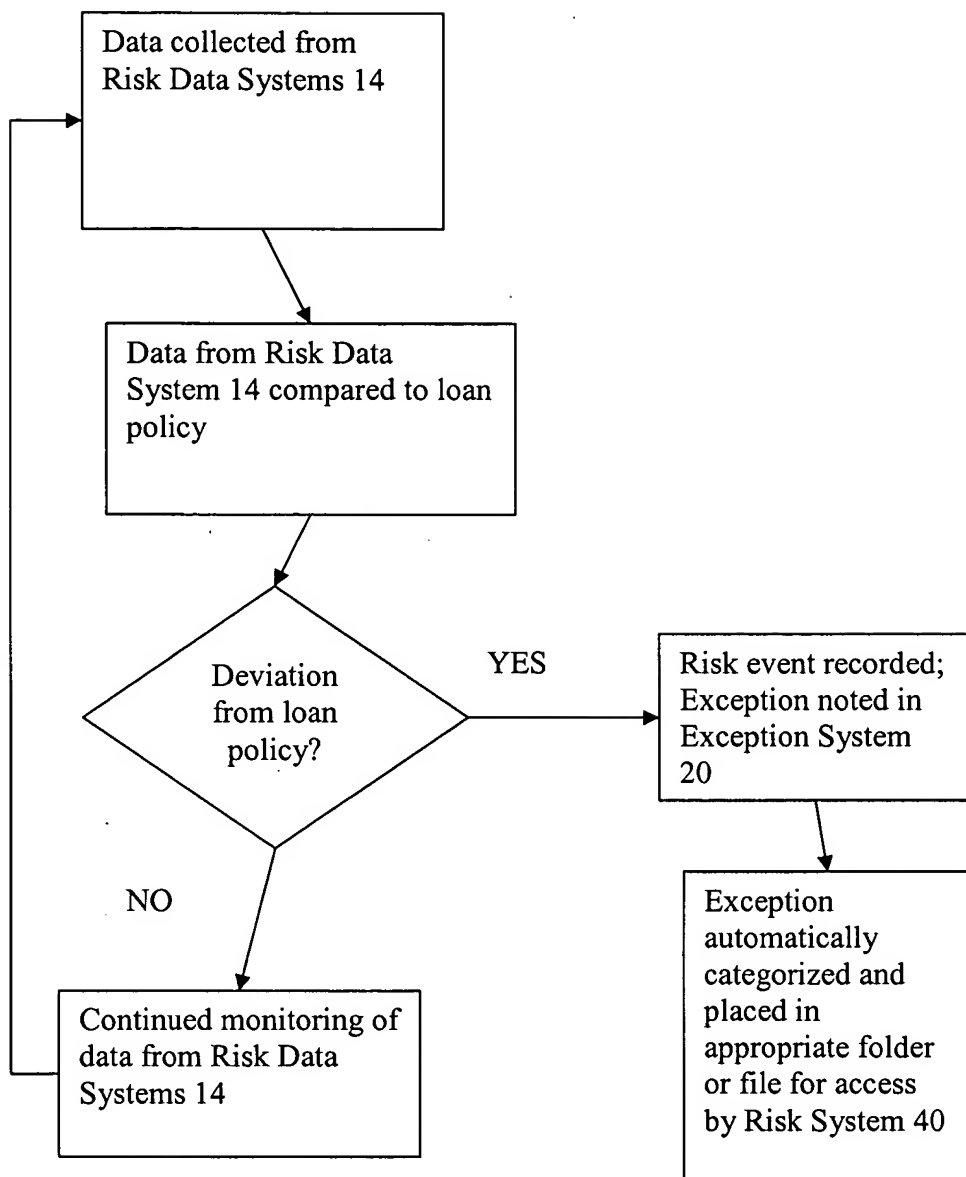 Data collected from
Risk Data Systems 14
Data from Risk Data
System 14 compared to loan
policy
Deviation
from loan
policy?
YES
Risk event recorded;
Exception noted in
Exception System
20
NO
Exception
automatically
categorized and
placed in
appropriate folder
or file for access
by Risk System 40
Continued monitoring of
data from Risk Data
Systems 14